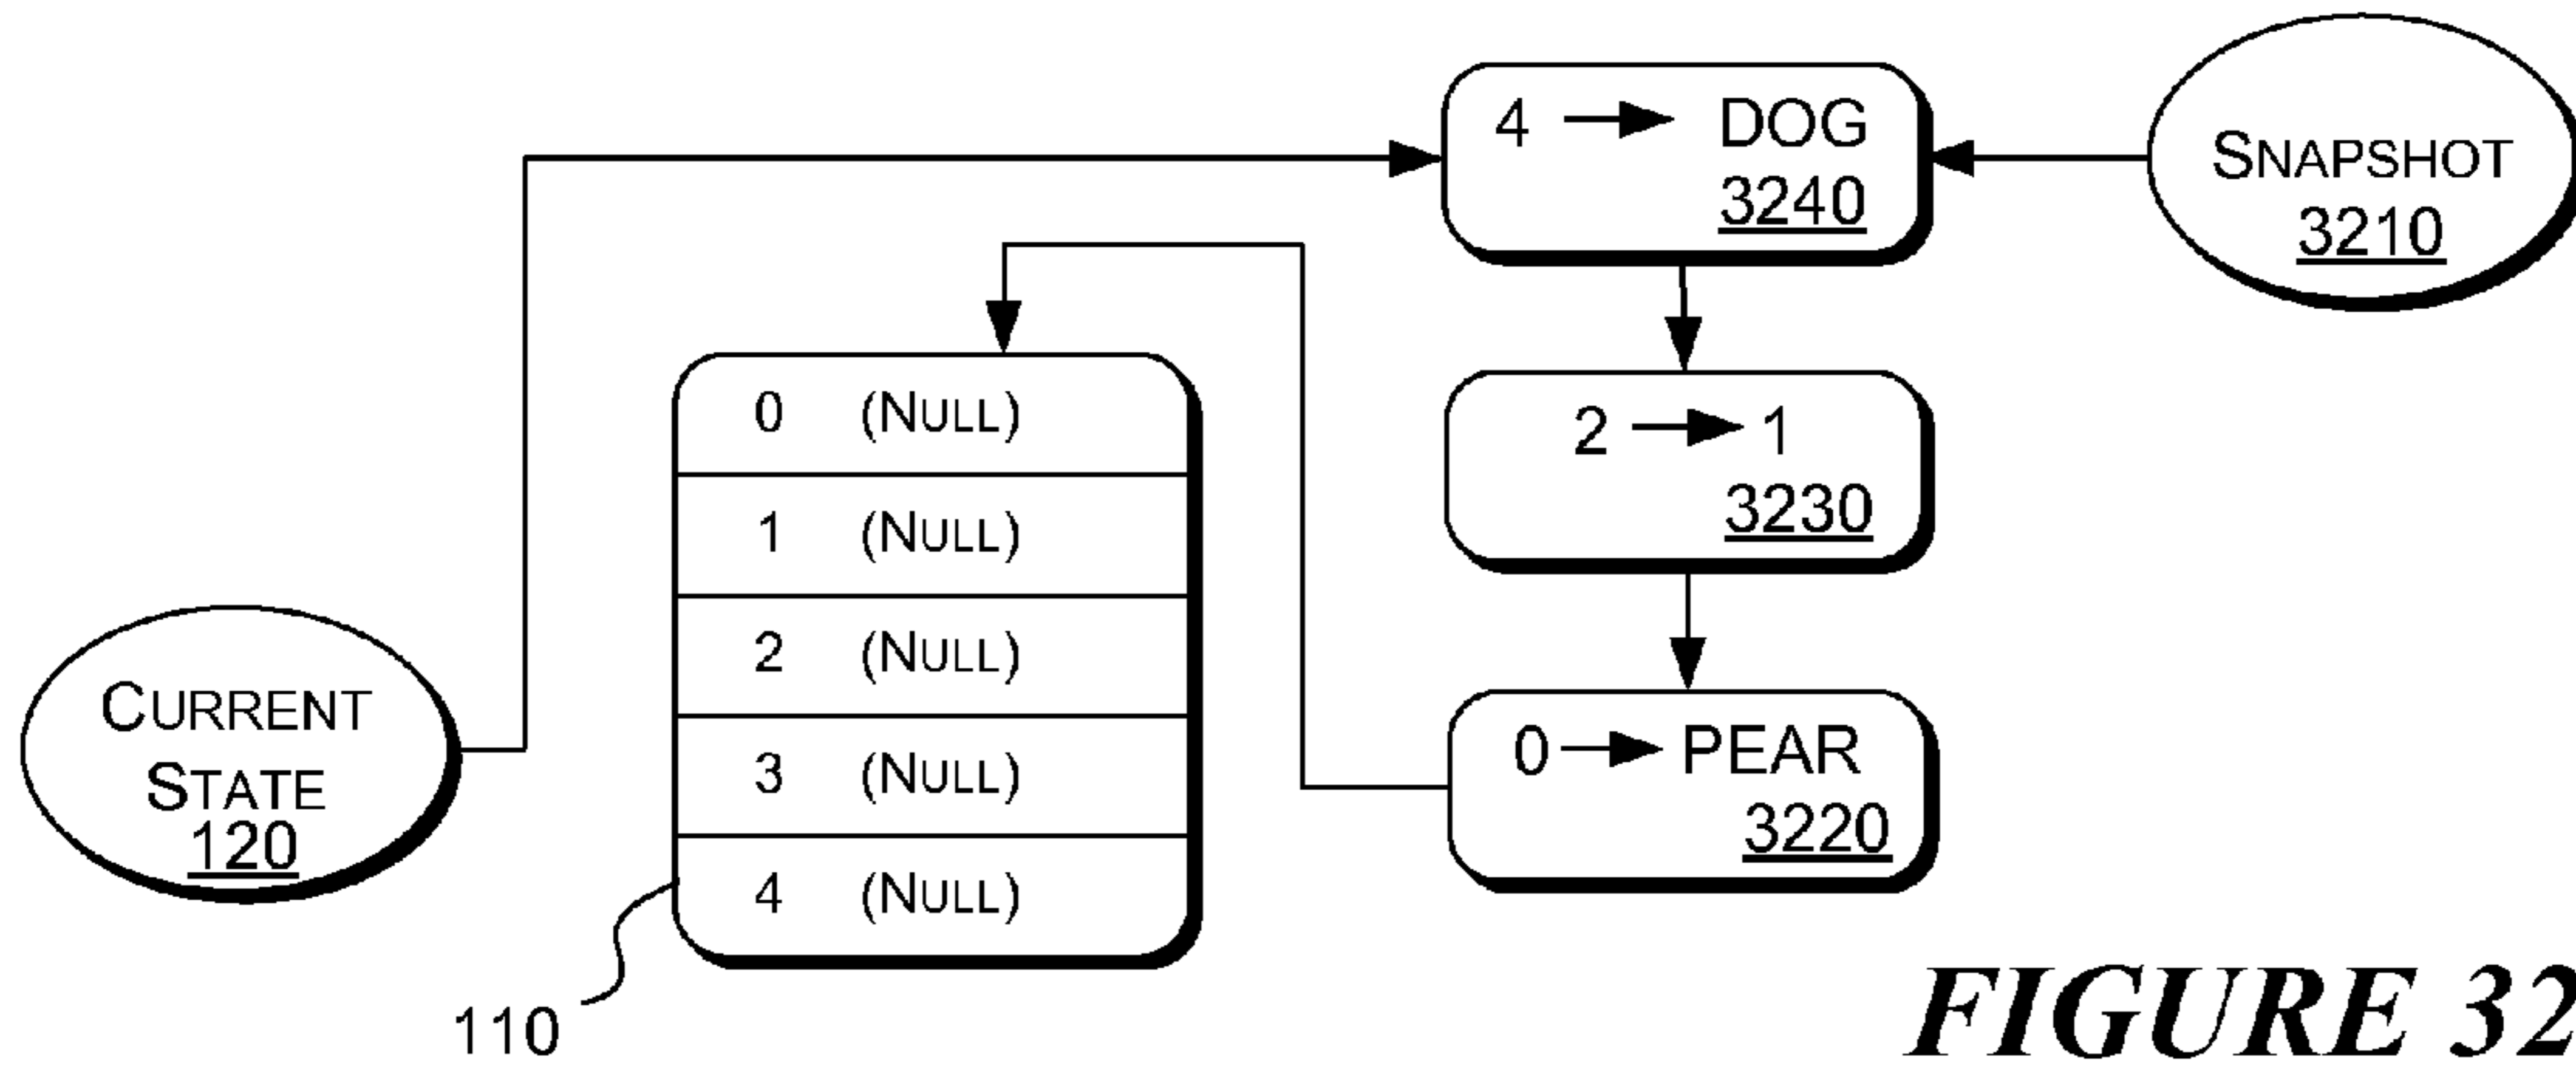 4 → DOG
3240
SNAPSHOT
3210
0 (NULL)
1 (NULL)
2 (NULL)
3 (NULL)
4 (NULL)
2 → 1
3230
0 → PEAR
3220
CURRENT
STATE
120
110
FIGURE 32